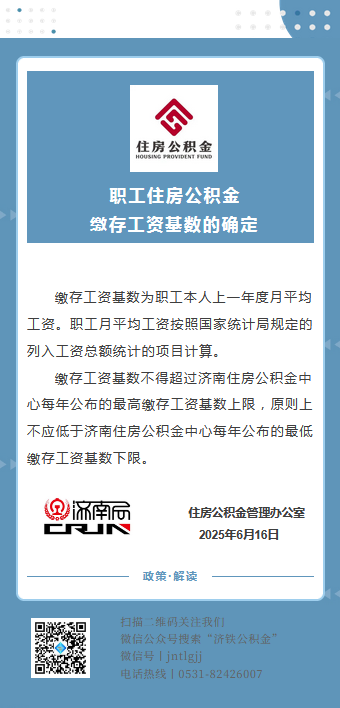 住房公积金
HOUSING PROVIDENT FUND
职工住房公积金
缴存工资基数的确定
缴存工资基数为职工本人上一年度月平均
工资。职工月平均工资按照国家统计局规定的
列入工资总额统计的项目计算。
缴存工资基数不得超过济南住房公积金中
心每年公布的最高缴存工资基数上限，原则上
不应低于济南住房公积金中心每年公布的最低
缴存工资基数下限。
济南局
CRJN
住房公积金管理办公室
2025年6月16日
政策·解读
扫描二维码关注我们
微信公众号搜索“济铁公积金”
微信号丨jntlgjj
电话热线丨0531-82426007